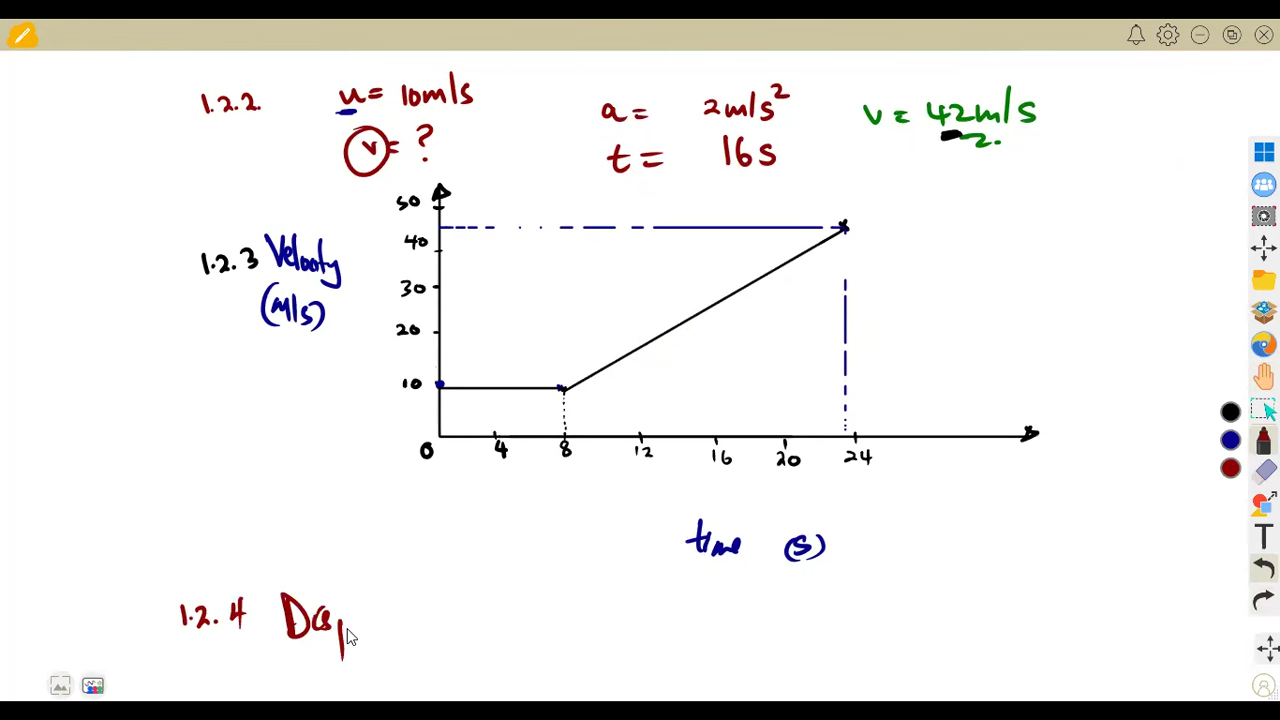 1.2.2. u = 10m/s a = 2m/s² v = 42m/s
v = ? t = 16s
50
40
1.2.3 Velocity
(m/s)
30
20
10
0 4 8 12 16 20 24
time (s)
1.2.4 Disp
T